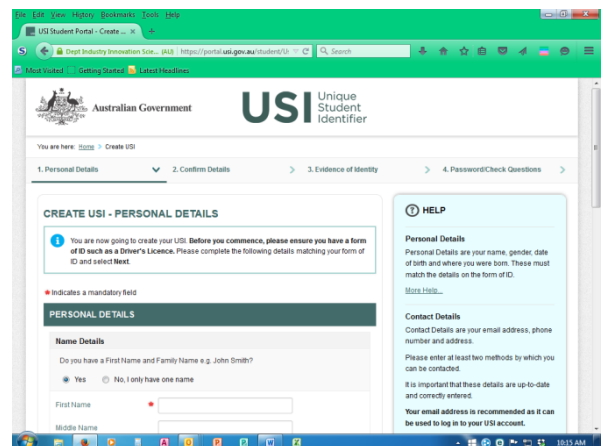 File Edit View History Bookmarks Tools Help
USI Student Portal - Create ...
Dept Industry Innovation Scie... (AU) https://portal.usi.gov.au/student/Us
Search
Most Visited Getting Started Latest Headlines
Australian Government
USI Unique
Student
Identifier
You are here: Home > Create USI
1. Personal Details
2. Confirm Details
3. Evidence of Identity
4. Password/Check Questions
CREATE USI - PERSONAL DETAILS
You are now going to create your USI. Before you commence, please ensure you have a form
of ID such as a Driver's Licence. Please complete the following details matching your form of
ID and select Next.
* Indicates a mandatory field
PERSONAL DETAILS
Name Details
Do you have a First Name and Family Name e.g. John Smith?
Yes No, I only have one name
First Name *
Middle Name
HELP
Personal Details
Personal Details are your name, gender, date
of birth and where you were born. These must
match the details on the form of ID.
More Help...
Contact Details
Contact Details are your email address, phone
number and address.
Please enter at least two methods by which you
can be contacted.
It is important that these details are up-to-date
and correctly entered.
Your email address is recommended as it can
be used to log in to your USI account.
10:15 AM